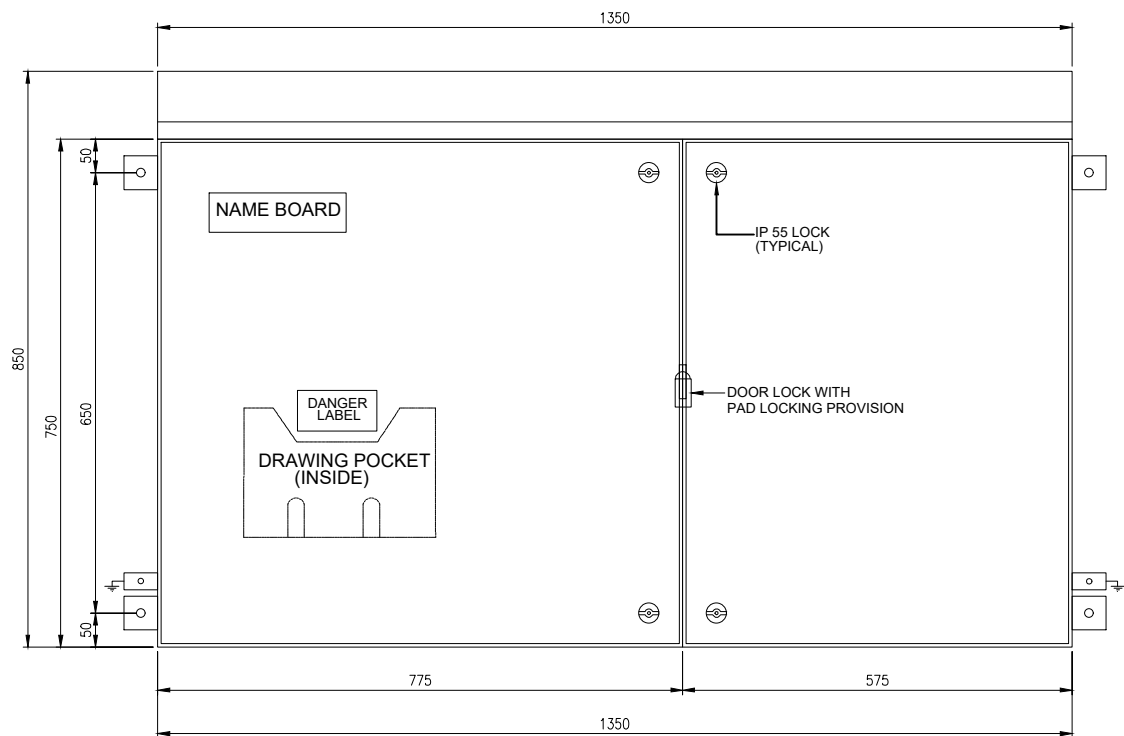 1350
50
NAME BOARD
IP 55 LOCK
(TYPICAL)
850
750
650
DANGER
LABEL
DOOR LOCK WITH
PAD LOCKING PROVISION
DRAWING POCKET
(INSIDE)
50
775
575
1350